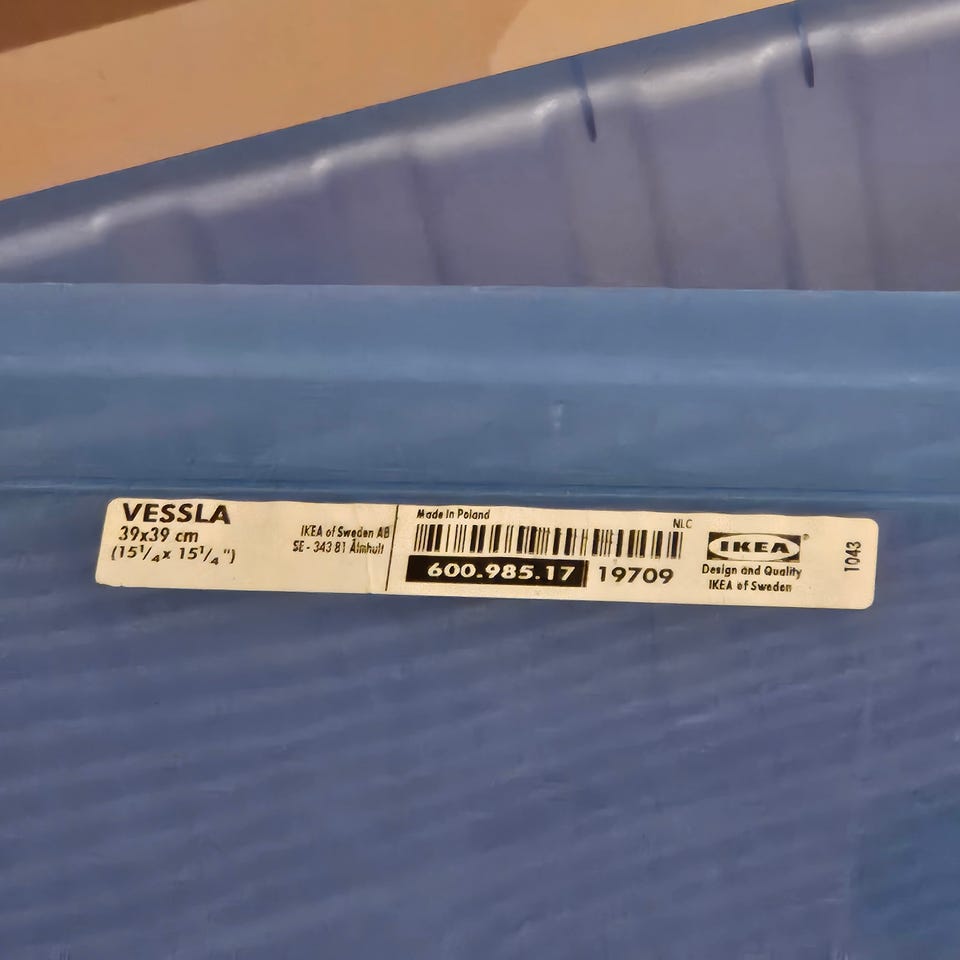 VESSLA
39x39 cm
(15¼x 15¼")
IKEA of Sweden AB
SE - 343 81 Älmhult
Made in Poland
NLC
600.985.17 19709
IKEA®
Design and Quality
IKEA of Sweden
1043